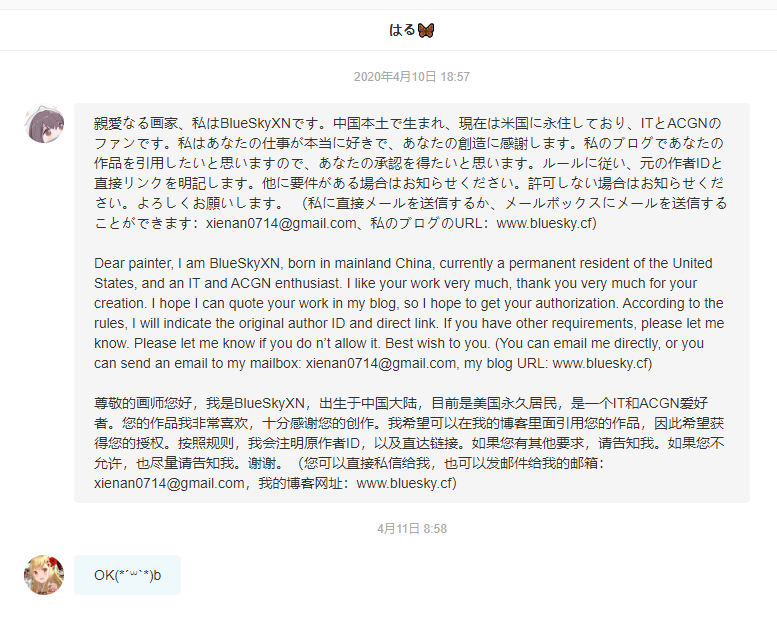 はる🦋
2020年4月10日 18:57
親愛なる画家、私はBlueSkyXNです。中国本土で生まれ、現在は米国に永住しており、ITとACGNの
ファンです。私はあなたの仕事が本当に好きで、あなたの創造に感謝します。私のブログであなたの
作品を引用したいと思いますので、あなたの承認を得たいと思います。ルールに従い、元の作者IDと
直接リンクを明記します。他に要件がある場合はお知らせください。許可しない場合はお知らせくだ
さい。よろしくお願いします。 （私に直接メールを送信するか、メールボックスにメールを送信する
ことができます：xienan0714@gmail.com、私のブログのURL：www.bluesky.cf）
Dear painter, I am BlueSkyXN, born in mainland China, currently a permanent resident of the United
States, and an IT and ACGN enthusiast. I like your work very much, thank you very much for your
creation. I hope I can quote your work in my blog, so I hope to get your authorization. According to the
rules, I will indicate the original author ID and direct link. If you have other requirements, please let me
know. Please let me know if you do n’t allow it. Best wish to you. (You can email me directly, or you
can send an email to my mailbox: xienan0714@gmail.com, my blog URL: www.bluesky.cf)
尊敬的画师您好，我是BlueSkyXN，出生于中国大陆，目前是美国永久居民，是一个IT和ACGN爱好
者。您的作品我非常喜欢，十分感谢您的创作。我希望可以在我的博客里面引用您的作品，因此希望获
得您的授权。按照规则，我会注明原作者ID，以及直达链接。如果您有其他要求，请告知我。如果您不
允许，也尽量请告知我。谢谢。（您可以直接私信给我，也可以发邮件给我的邮箱：
xienan0714@gmail.com，我的博客网址：www.bluesky.cf）
4月11日 8:58
OK(*´꒳`*)b